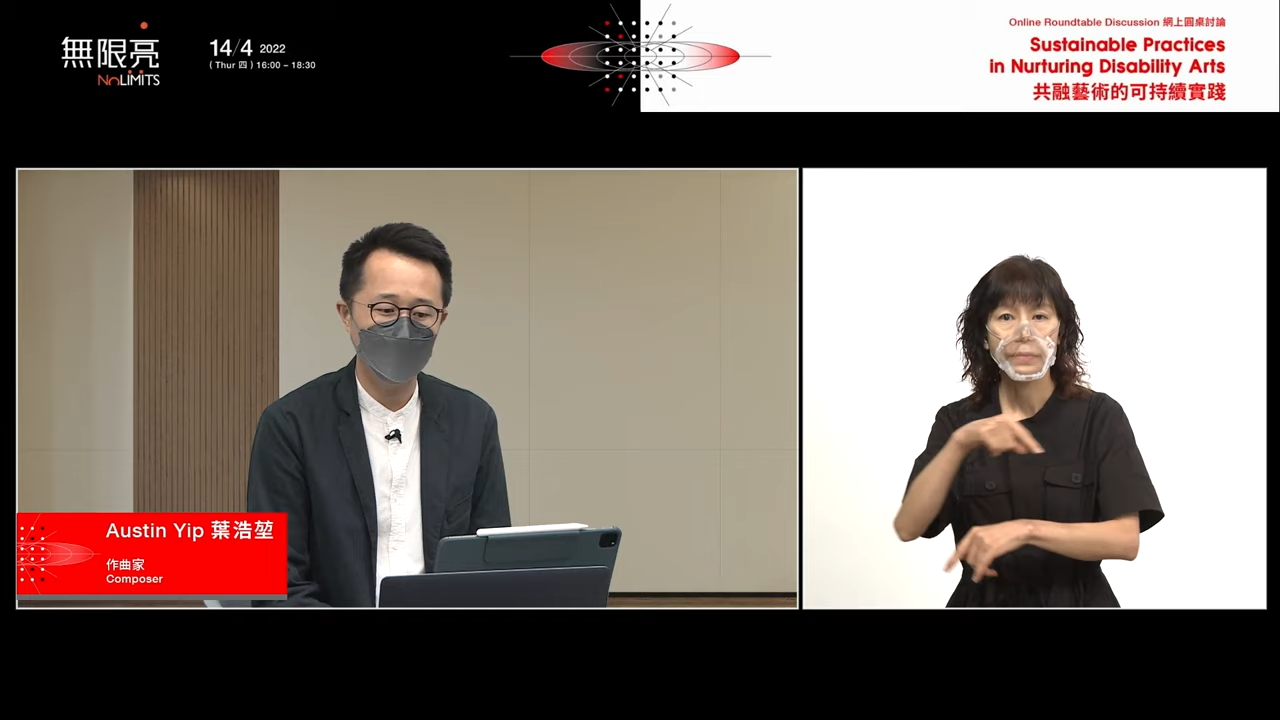 無限亮
NoLIMITS
14/4 2022
( Thur 四 ) 16:00 – 18:30
Online Roundtable Discussion 網上圓桌討論
Sustainable Practices
in Nurturing Disability Arts
共融藝術的可持續實踐
Austin Yip 葉浩堃
作曲家
Composer